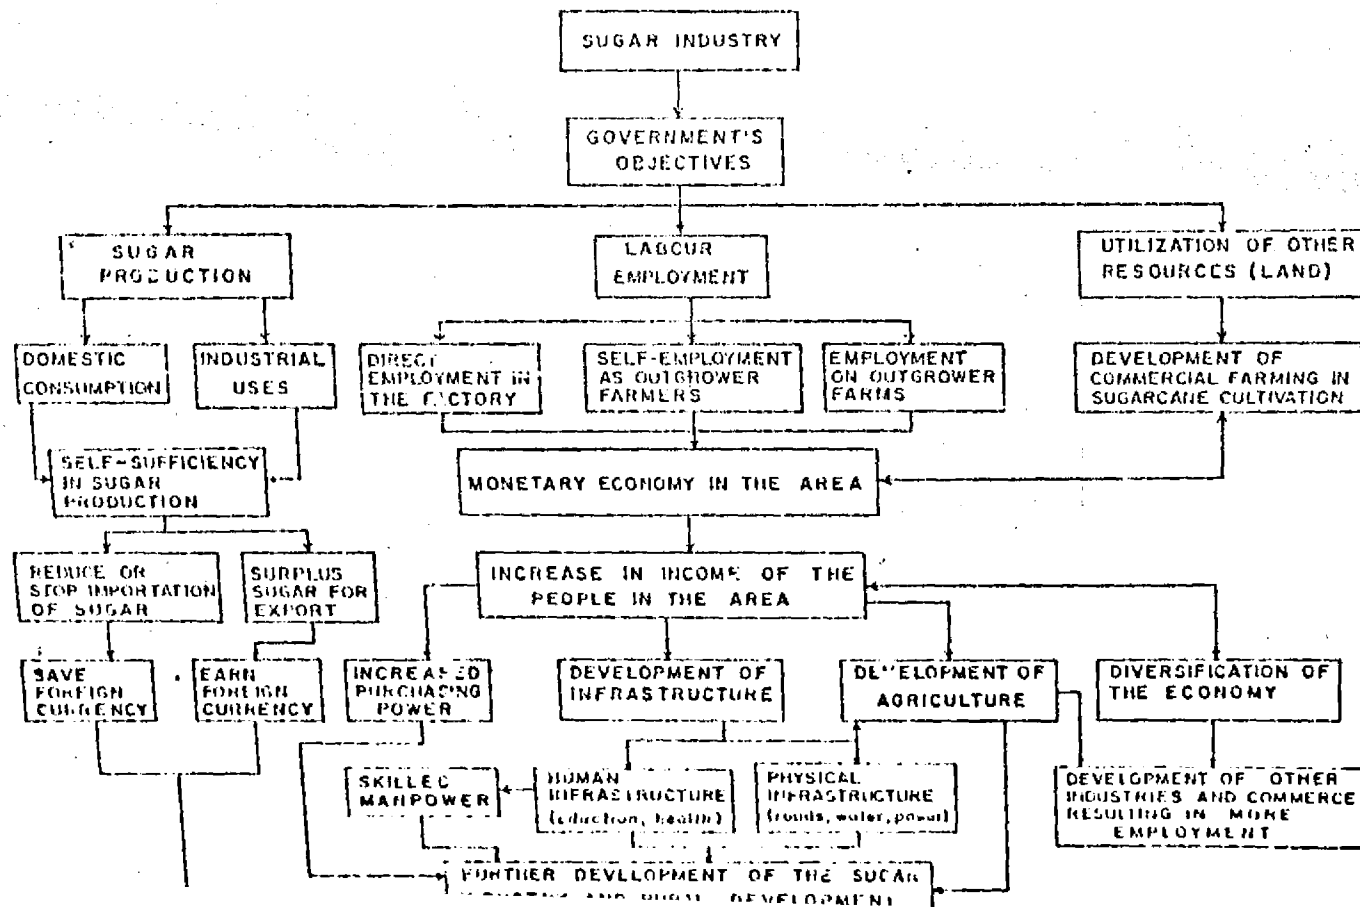 SUGAR INDUSTRY
GOVERNMENT'S
OBJECTIVES
SUGAR
PRODUCTION
LABOUR
EMPLOYMENT
UTILIZATION OF OTHER
RESOURCES (LAND)
DOMESTIC
CONSUMPTION
INDUSTRIAL
USES
DIRECT
EMPLOYMENT IN
THE FACTORY
SELF-EMPLOYMENT
AS OUTGROWER
FARMERS
EMPLOYMENT
ON OUTGROWER
FARMS
DEVELOPMENT OF
COMMERCIAL FARMING IN
SUGARCANE CULTIVATION
SELF-SUFFICIENCY
IN SUGAR
PRODUCTION
MONETARY ECONOMY IN THE AREA
REDUCE OR
STOP IMPORTATION
OF SUGAR
SURPLUS
SUGAR FOR
EXPORT
INCREASE IN INCOME OF THE
PEOPLE IN THE AREA
SAVE
FOREIGN
CURRENCY
EARN
FOREIGN
CURRENCY
INCREASED
PURCHASING
POWER
DEVELOPMENT OF
INFRASTRUCTURE
DEVELOPMENT OF
AGRICULTURE
DIVERSIFICATION OF
THE ECONOMY
SKILLED
MANPOWER
HUMAN
INFRASTRUCTURE
(eduction, health)
PHYSICAL
INFRASTRUCTURE
(roads, water, power)
DEVELOPMENT OF OTHER
INDUSTRIES AND COMMERCE
RESULTING IN MORE
EMPLOYMENT
FURTHER DEVELOPMENT OF THE SUGAR
INDUSTRY AND RURAL DEVELOPMENT